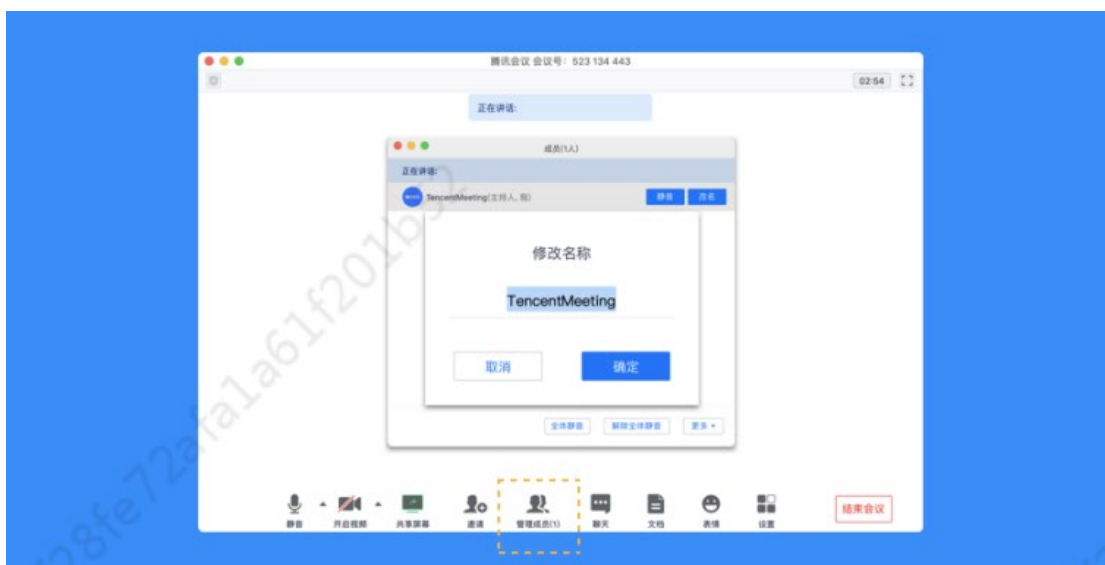 腾讯会议 会议号：523 134 443
02:54
正在讲话:
成员(1人)
正在讲话:
TencentMeeting(主持人, 我)
静音 改名
修改名称
TencentMeeting
取消 确定
全体静音 解除全体静音 更多
静音 开启视频 共享屏幕 邀请 管理成员(1) 聊天 文档 表情 设置 结束会议